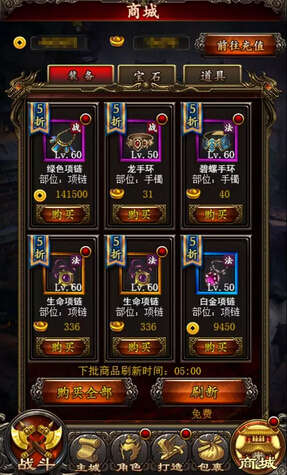 商城
前往充值
装备
宝石
道具
5折
战
Lv.60
绿色项链
部位：项链
141500
购买
5折
战
Lv.50
龙手环
部位：手镯
31
购买
5折
法
Lv.60
碧螺手环
部位：手镯
40
购买
5折
法
Lv.60
生命项链
部位：项链
336
购买
5折
法
Lv.60
生命项链
部位：项链
336
购买
5折
法
Lv.50
白金项链
部位：项链
9450
购买
下批商品刷新时间：05:00
购买全部
刷新
免费
战斗
主城
角色
打造
包裹
商城